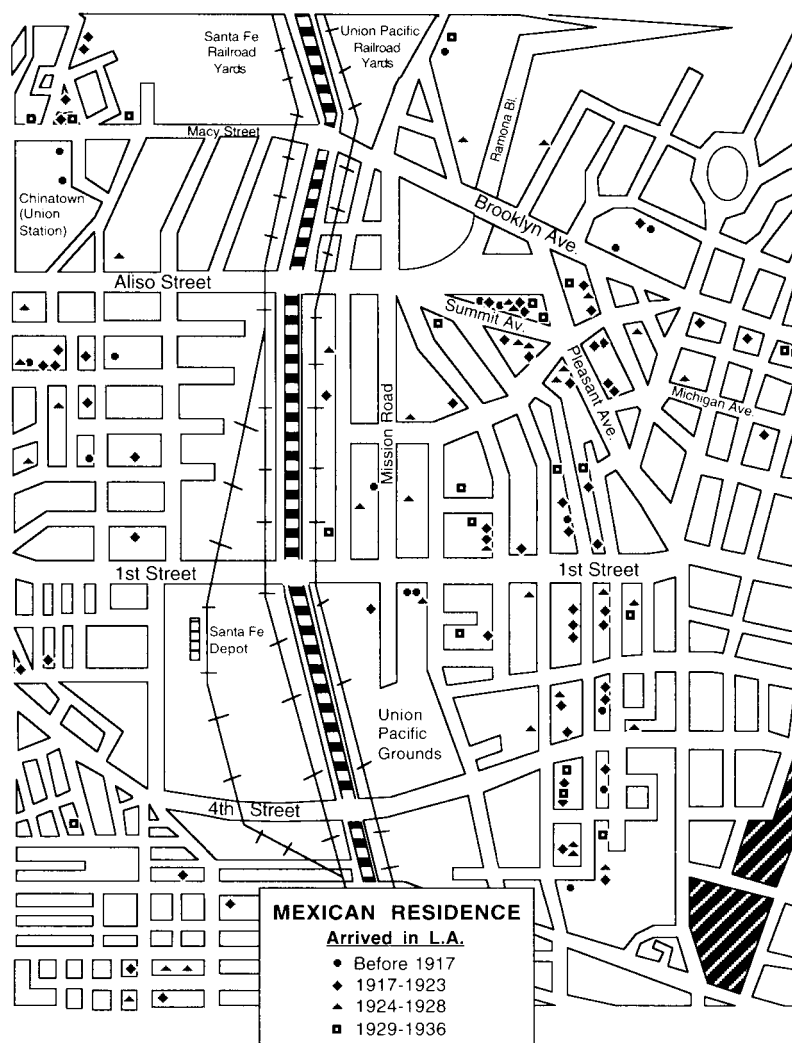 Santa Fe
Railroad
Yards
Union Pacific
Railroad
Yards
Ramona Bl.
Macy Street
Chinatown
(Union
Station)
Brooklyn Ave.
Aliso Street
Summit Av.
Pleasant Ave.
Michigan Ave.
Mission Road
1st Street
1st Street
Santa Fe
Depot
Union
Pacific
Grounds
4th Street
MEXICAN RESIDENCE
Arrived in L.A.
Before 1917
1917-1923
1924-1928
1929-1936